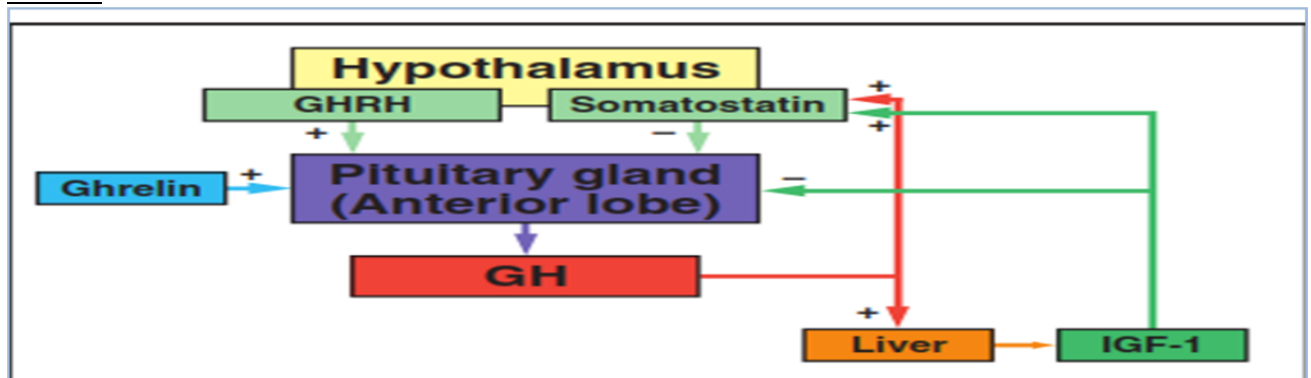 Hypothalamus
GHRH
Somatostatin
+
+
+
−
Ghrelin
+
Pituitary gland
(Anterior lobe)
−
GH
+
Liver
IGF-1